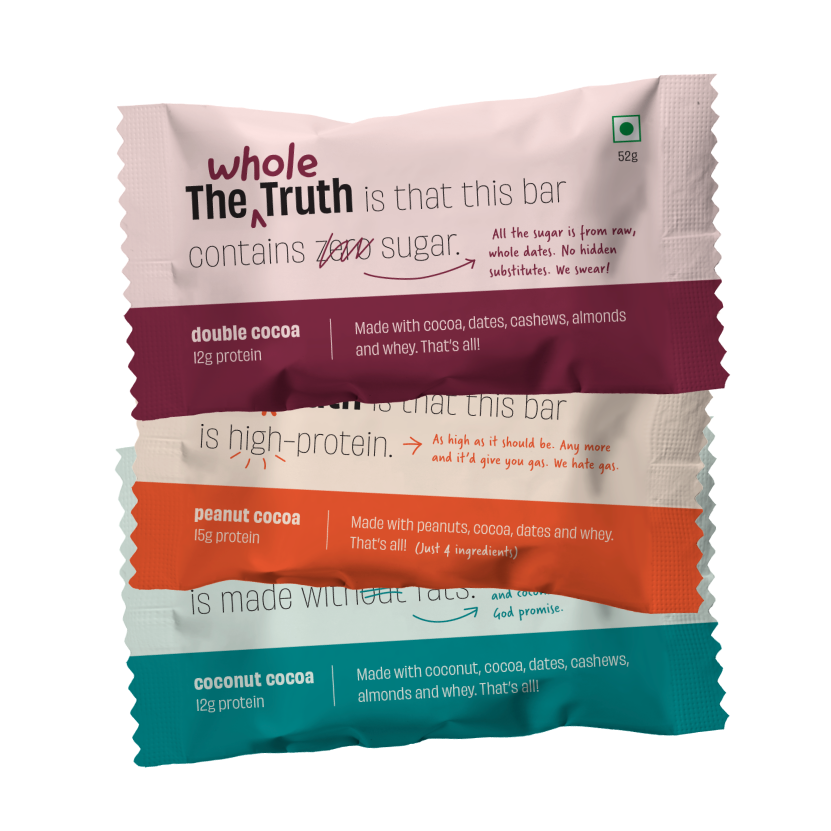 whole
The Truth is that this bar
contains zero sugar.
All the sugar is from raw,
whole dates. No hidden
substitutes. We swear!
52g
double cocoa
12g protein
Made with cocoa, dates, cashews, almonds
and whey. That's all!
is that this bar
is high-protein.
As high as it should be. Any more
and it'd give you gas. We hate gas.
peanut cocoa
15g protein
Made with peanuts, cocoa, dates and whey.
That's all! (Just 4 ingredients)
is made without fats.
and
God promise.
coconut cocoa
12g protein
Made with coconut, cocoa, dates, cashews,
almonds and whey. That's all!